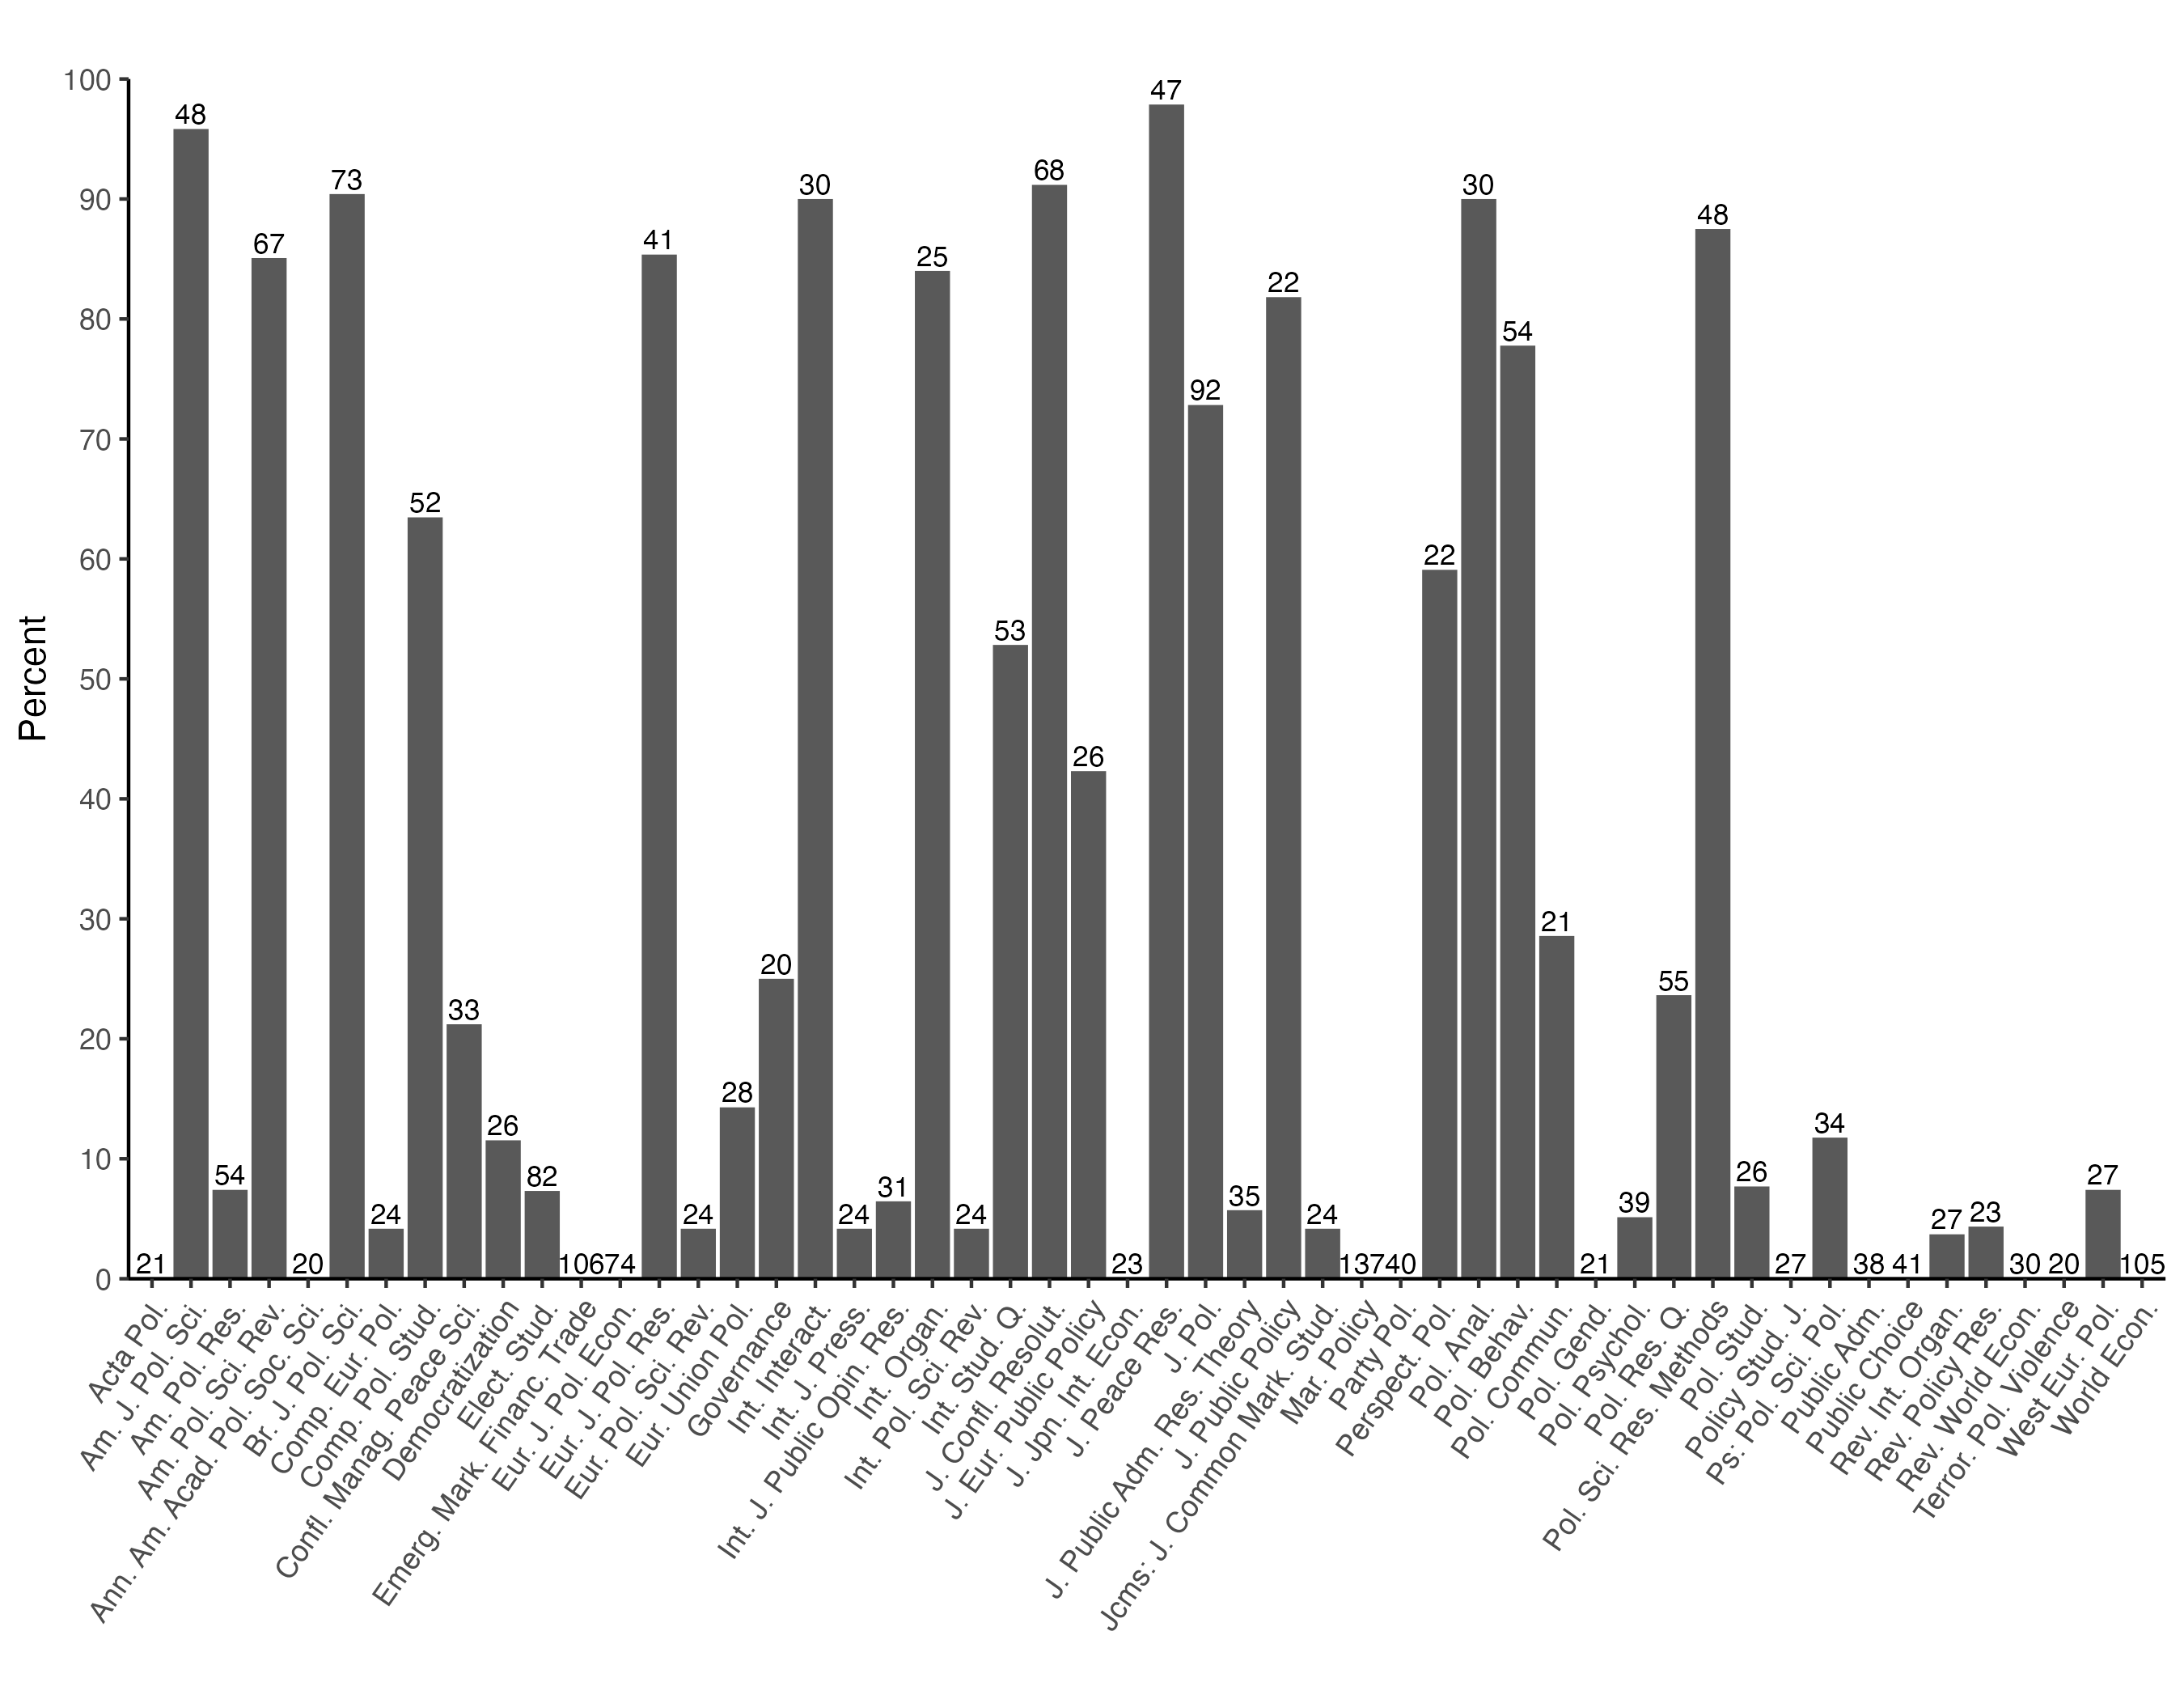 Percent
100
90
80
70
60
50
40
30
20
10
0
21
48
54
67
20
73
24
52
33
26
82
106
74
41
24
28
20
30
24
31
25
24
53
68
26
23
47
92
35
22
24
137
40
22
30
54
21
21
39
55
48
26
27
34
38
41
27
23
30
20
27
105
Acta Pol.
Am. J. Pol. Sci.
Am. Pol. Res.
Am. Pol. Sci. Rev.
Ann. Am. Acad. Pol. Soc. Sci.
Br. J. Pol. Sci.
Comp. Eur. Pol.
Comp. Pol. Stud.
Confl. Manag. Peace Sci.
Democratization
Elect. Stud.
Emerg. Mark. Financ. Trade
Eur. J. Pol. Econ.
Eur. J. Pol. Res.
Eur. Pol. Sci. Rev.
Eur. Union Pol.
Governance
Int. Interact.
Int. J. Press.
Int. J. Public Opin. Res.
Int. Organ.
Int. Pol. Sci. Rev.
Int. Stud. Q.
J. Confl. Resolut.
J. Eur. Public Policy
J. Jpn. Int. Econ.
J. Peace Res.
J. Pol.
J. Public Adm. Res. Theory
J. Public Policy
Jcms: J. Common Mark. Stud.
Mar. Policy
Party Pol.
Perspect. Pol.
Pol. Anal.
Pol. Behav.
Pol. Commun.
Pol. Gend.
Pol. Psychol.
Pol. Res. Q.
Pol. Sci. Res. Methods
Pol. Stud.
Policy Stud. J.
Ps: Pol. Sci. Pol.
Public Adm.
Public Choice
Rev. Int. Organ.
Rev. Policy Res.
Rev. World Econ.
Terror. Pol. Violence
West Eur. Pol.
World Econ.